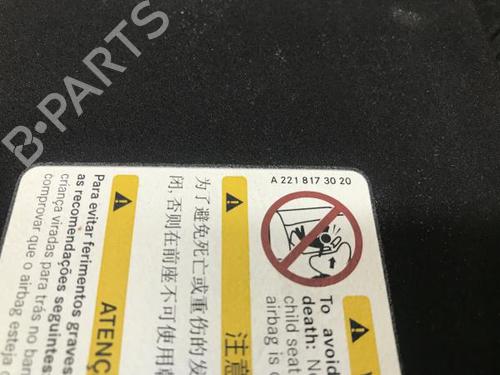 B·PARTS
A 221 817 30 20
To avoid
death:
child seat
airbag is
注意
为了避免死亡或重伤的发
闭,否则在前座不可使用
ATENÇ
Para evitar ferimentos graves
as recomendações seguintes
criança viradas para trás no ban
comprovar que o airbag esteja